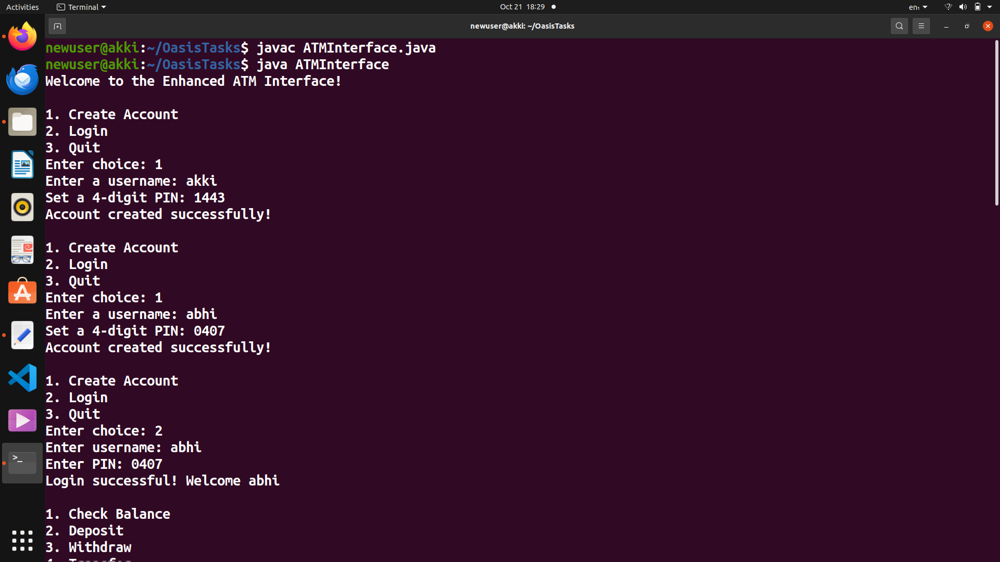 Activities Terminal Oct 21 18:29 en₁
newuser@akki: ~/OasisTasks
newuser@akki:~/OasisTasks$ javac ATMInterface.java
newuser@akki:~/OasisTasks$ java ATMInterface
Welcome to the Enhanced ATM Interface!
1. Create Account
2. Login
3. Quit
Enter choice: 1
Enter a username: akki
Set a 4-digit PIN: 1443
Account created successfully!
1. Create Account
2. Login
3. Quit
Enter choice: 1
Enter a username: abhi
Set a 4-digit PIN: 0407
Account created successfully!
1. Create Account
2. Login
3. Quit
Enter choice: 2
Enter username: abhi
Enter PIN: 0407
Login successful! Welcome abhi
1. Check Balance
2. Deposit
3. Withdraw